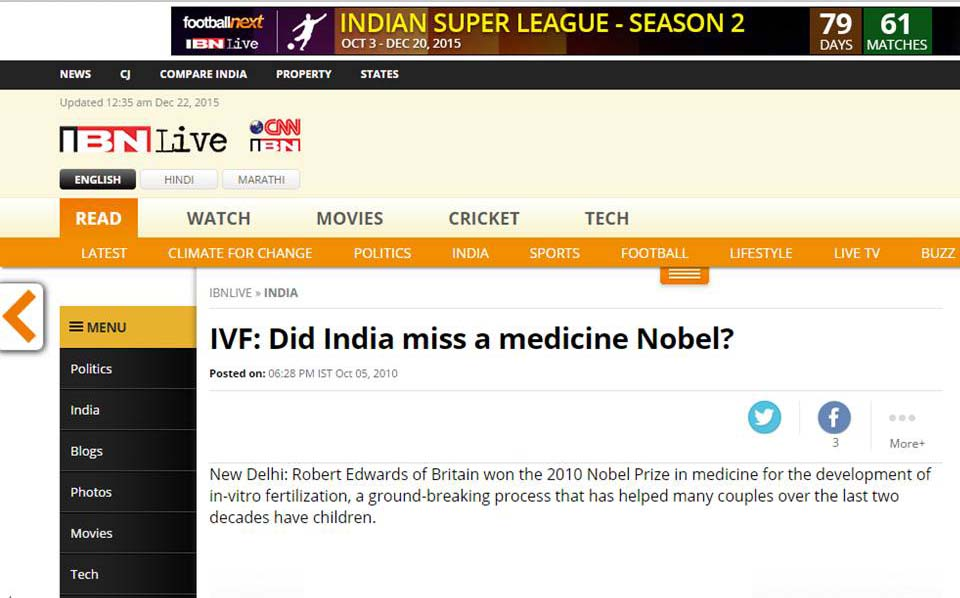 footballnext
IBNLive
INDIAN SUPER LEAGUE - SEASON 2
OCT 3 - DEC 20, 2015
79
DAYS
61
MATCHES
NEWS CJ COMPARE INDIA PROPERTY STATES
Updated 12:35 am Dec 22, 2015
IBNLive
CNN
IBN
ENGLISH HINDI MARATHI
READ WATCH MOVIES CRICKET TECH
LATEST CLIMATE FOR CHANGE POLITICS INDIA SPORTS FOOTBALL LIFESTYLE LIVE TV BUZZ
IBNLIVE » INDIA
MENU
IVF: Did India miss a medicine Nobel?
Posted on: 06:28 PM IST Oct 05, 2010
Politics
India
Blogs
Photos
Movies
Tech
3
More+
New Delhi: Robert Edwards of Britain won the 2010 Nobel Prize in medicine for the development of
in-vitro fertilization, a ground-breaking process that has helped many couples over the last two
decades have children.